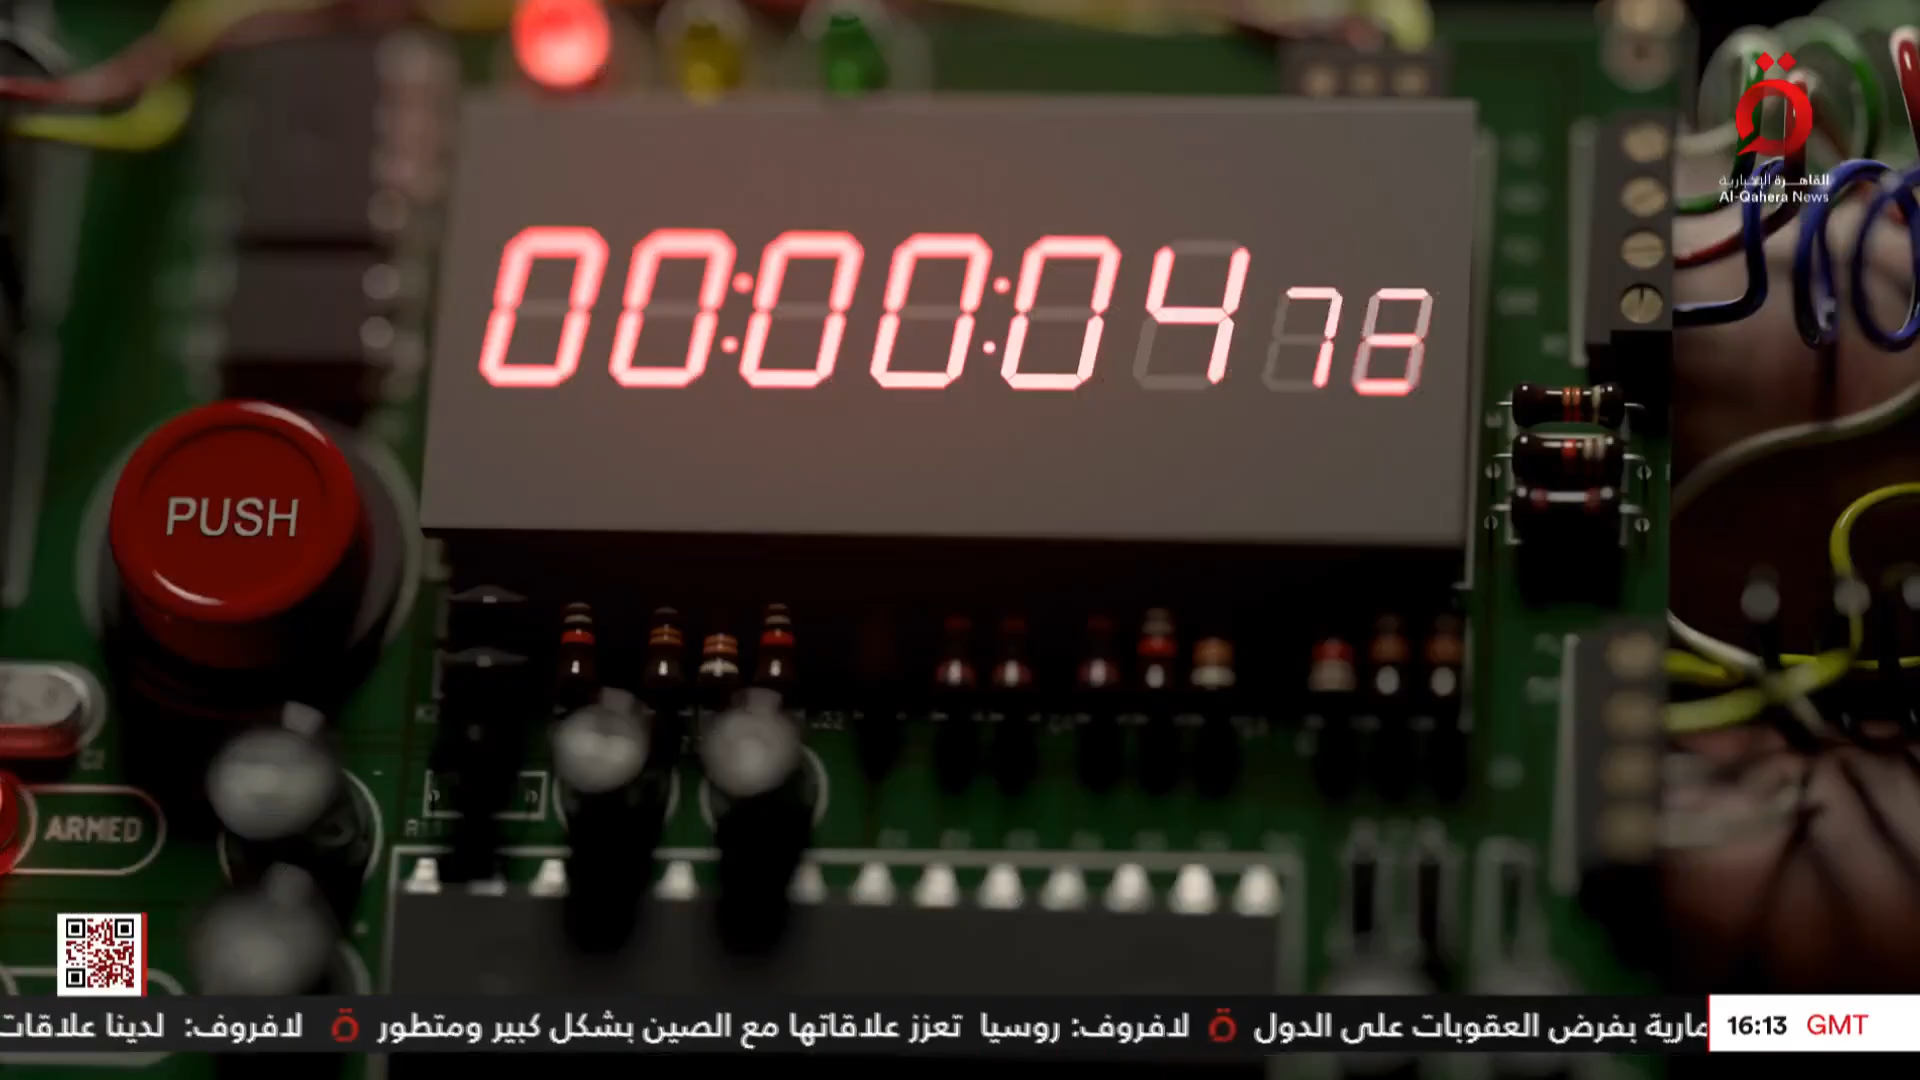 القاهرة الإخبارية
Al-Qahera News
00:00:04
PUSH
ARMED
مارية بفرض العقوبات على الدول لافروف: روسيا تعزز علاقاتها مع الصين بشكل كبير ومتطور لافروف: لدينا علاقات
16:13 GMT